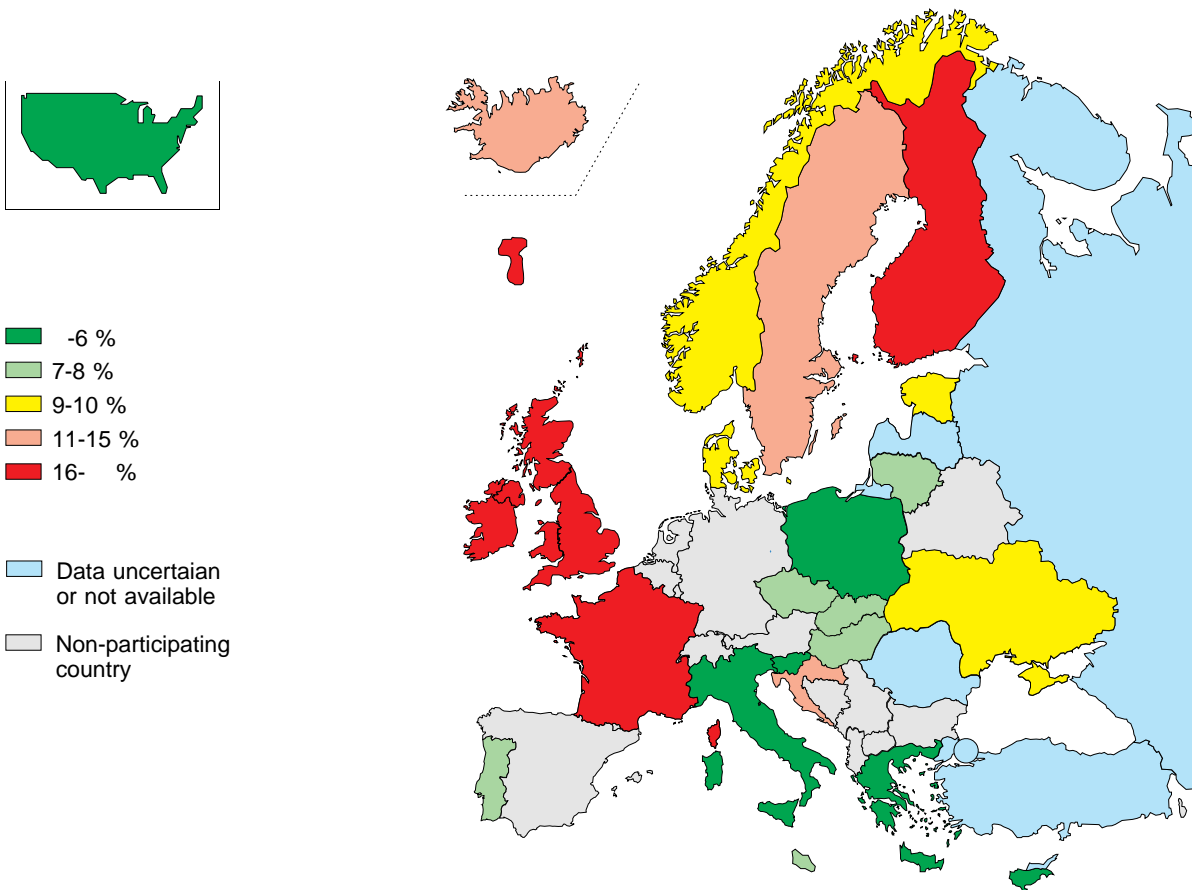 -6 %
7-8 %
9-10 %
11-15 %
16- %
Data uncertaian
or not available
Non-participating
country